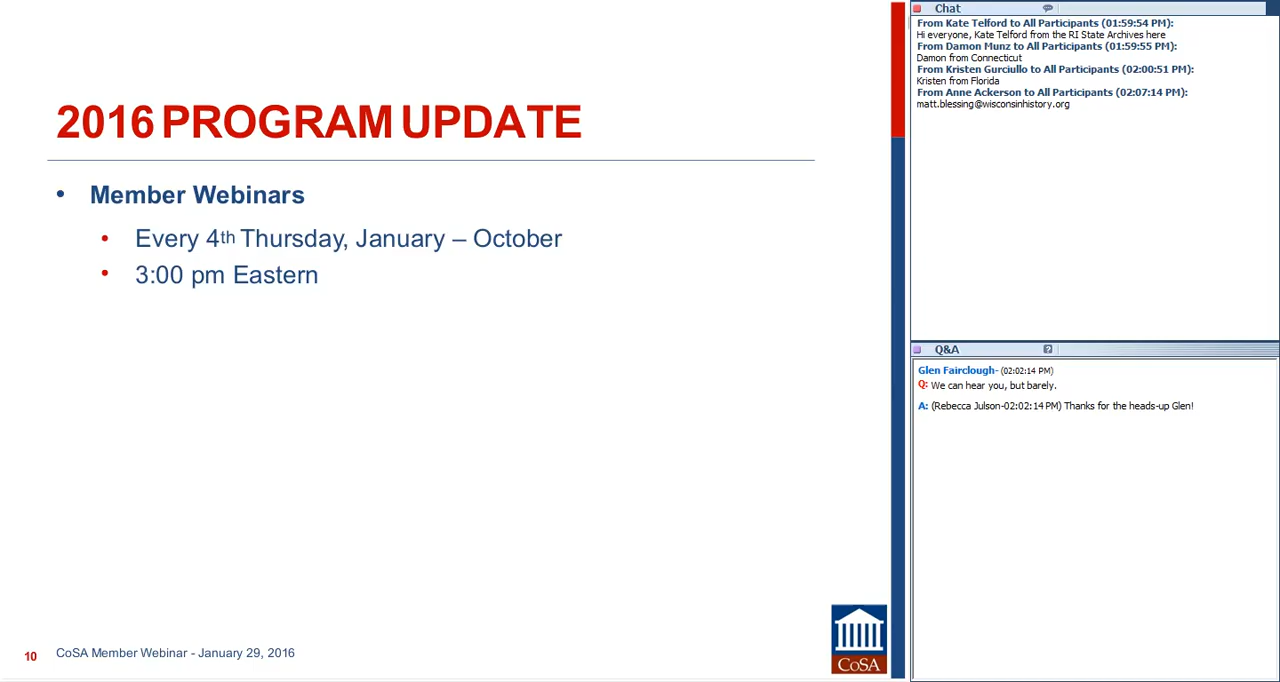 2016 PROGRAM UPDATE
• Member Webinars
• Every 4th Thursday, January – October
• 3:00 pm Eastern
10 CoSA Member Webinar - January 29, 2016
CoSA
Chat
From Kate Telford to All Participants (01:59:54 PM):
Hi everyone, Kate Telford from the RI State Archives here
From Damon Munz to All Participants (01:59:55 PM):
Damon from Connecticut
From Kristen Gurciullo to All Participants (02:00:51 PM):
Kristen from Florida
From Anne Ackerson to All Participants (02:07:14 PM):
matt.blessing@wisconsinhistory.org
Q&A
Glen Fairclough- (02:02:14 PM)
Q: We can hear you, but barely.
A: (Rebecca Julson-02:02:14 PM) Thanks for the heads-up Glen!